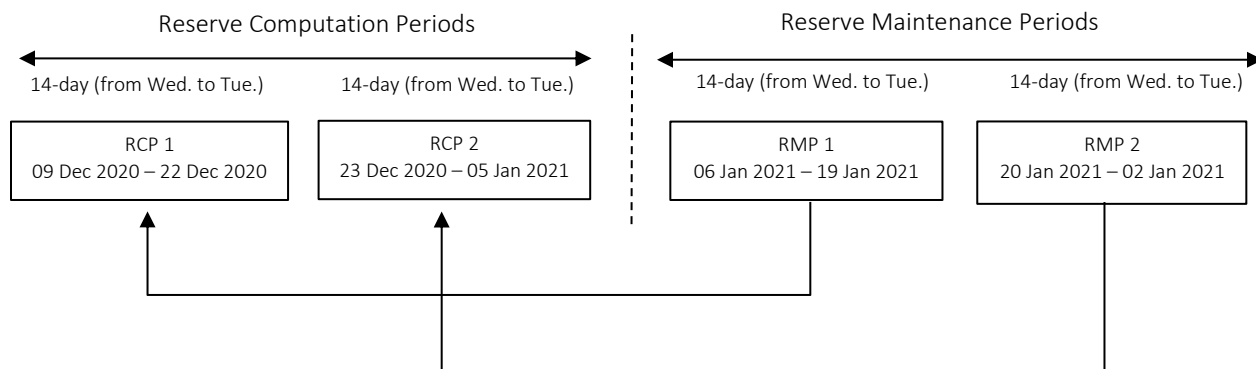 Reserve Computation Periods
Reserve Maintenance Periods
14-day (from Wed. to Tue.)
14-day (from Wed. to Tue.)
14-day (from Wed. to Tue.)
14-day (from Wed. to Tue.)
RCP 1
09 Dec 2020 – 22 Dec 2020
RCP 2
23 Dec 2020 – 05 Jan 2021
RMP 1
06 Jan 2021 – 19 Jan 2021
RMP 2
20 Jan 2021 – 02 Jan 2021